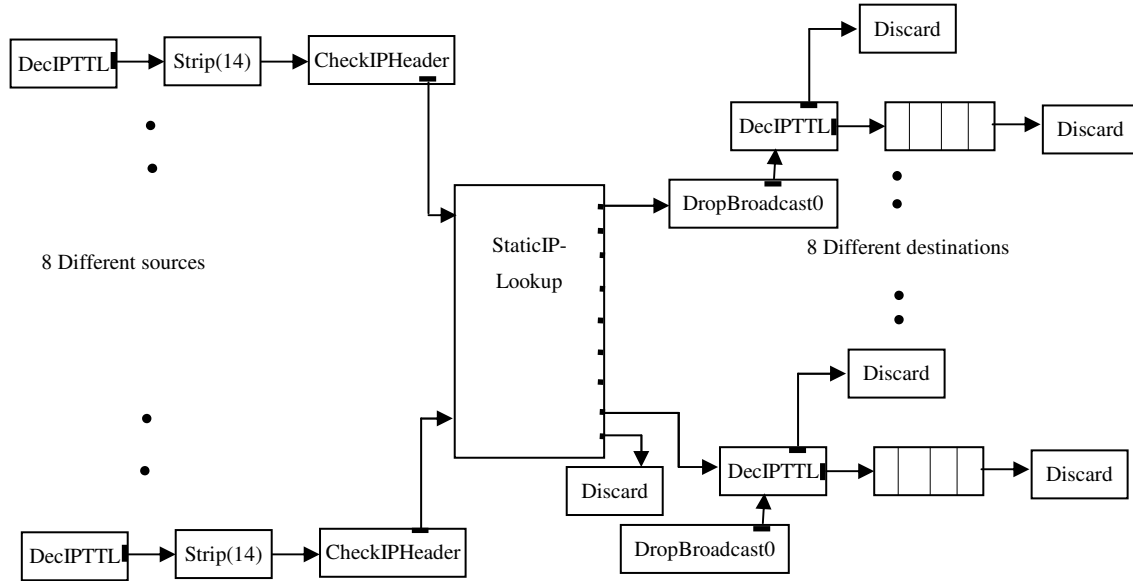 Discard
DecIPTTL
Strip(14)
CheckIPHeader
DecIPTTL
Discard
DropBroadcast0
StaticIP-
Lookup
8 Different sources
8 Different destinations
Discard
DecIPTTL
Discard
Discard
DropBroadcast0
DecIPTTL
Strip(14)
CheckIPHeader